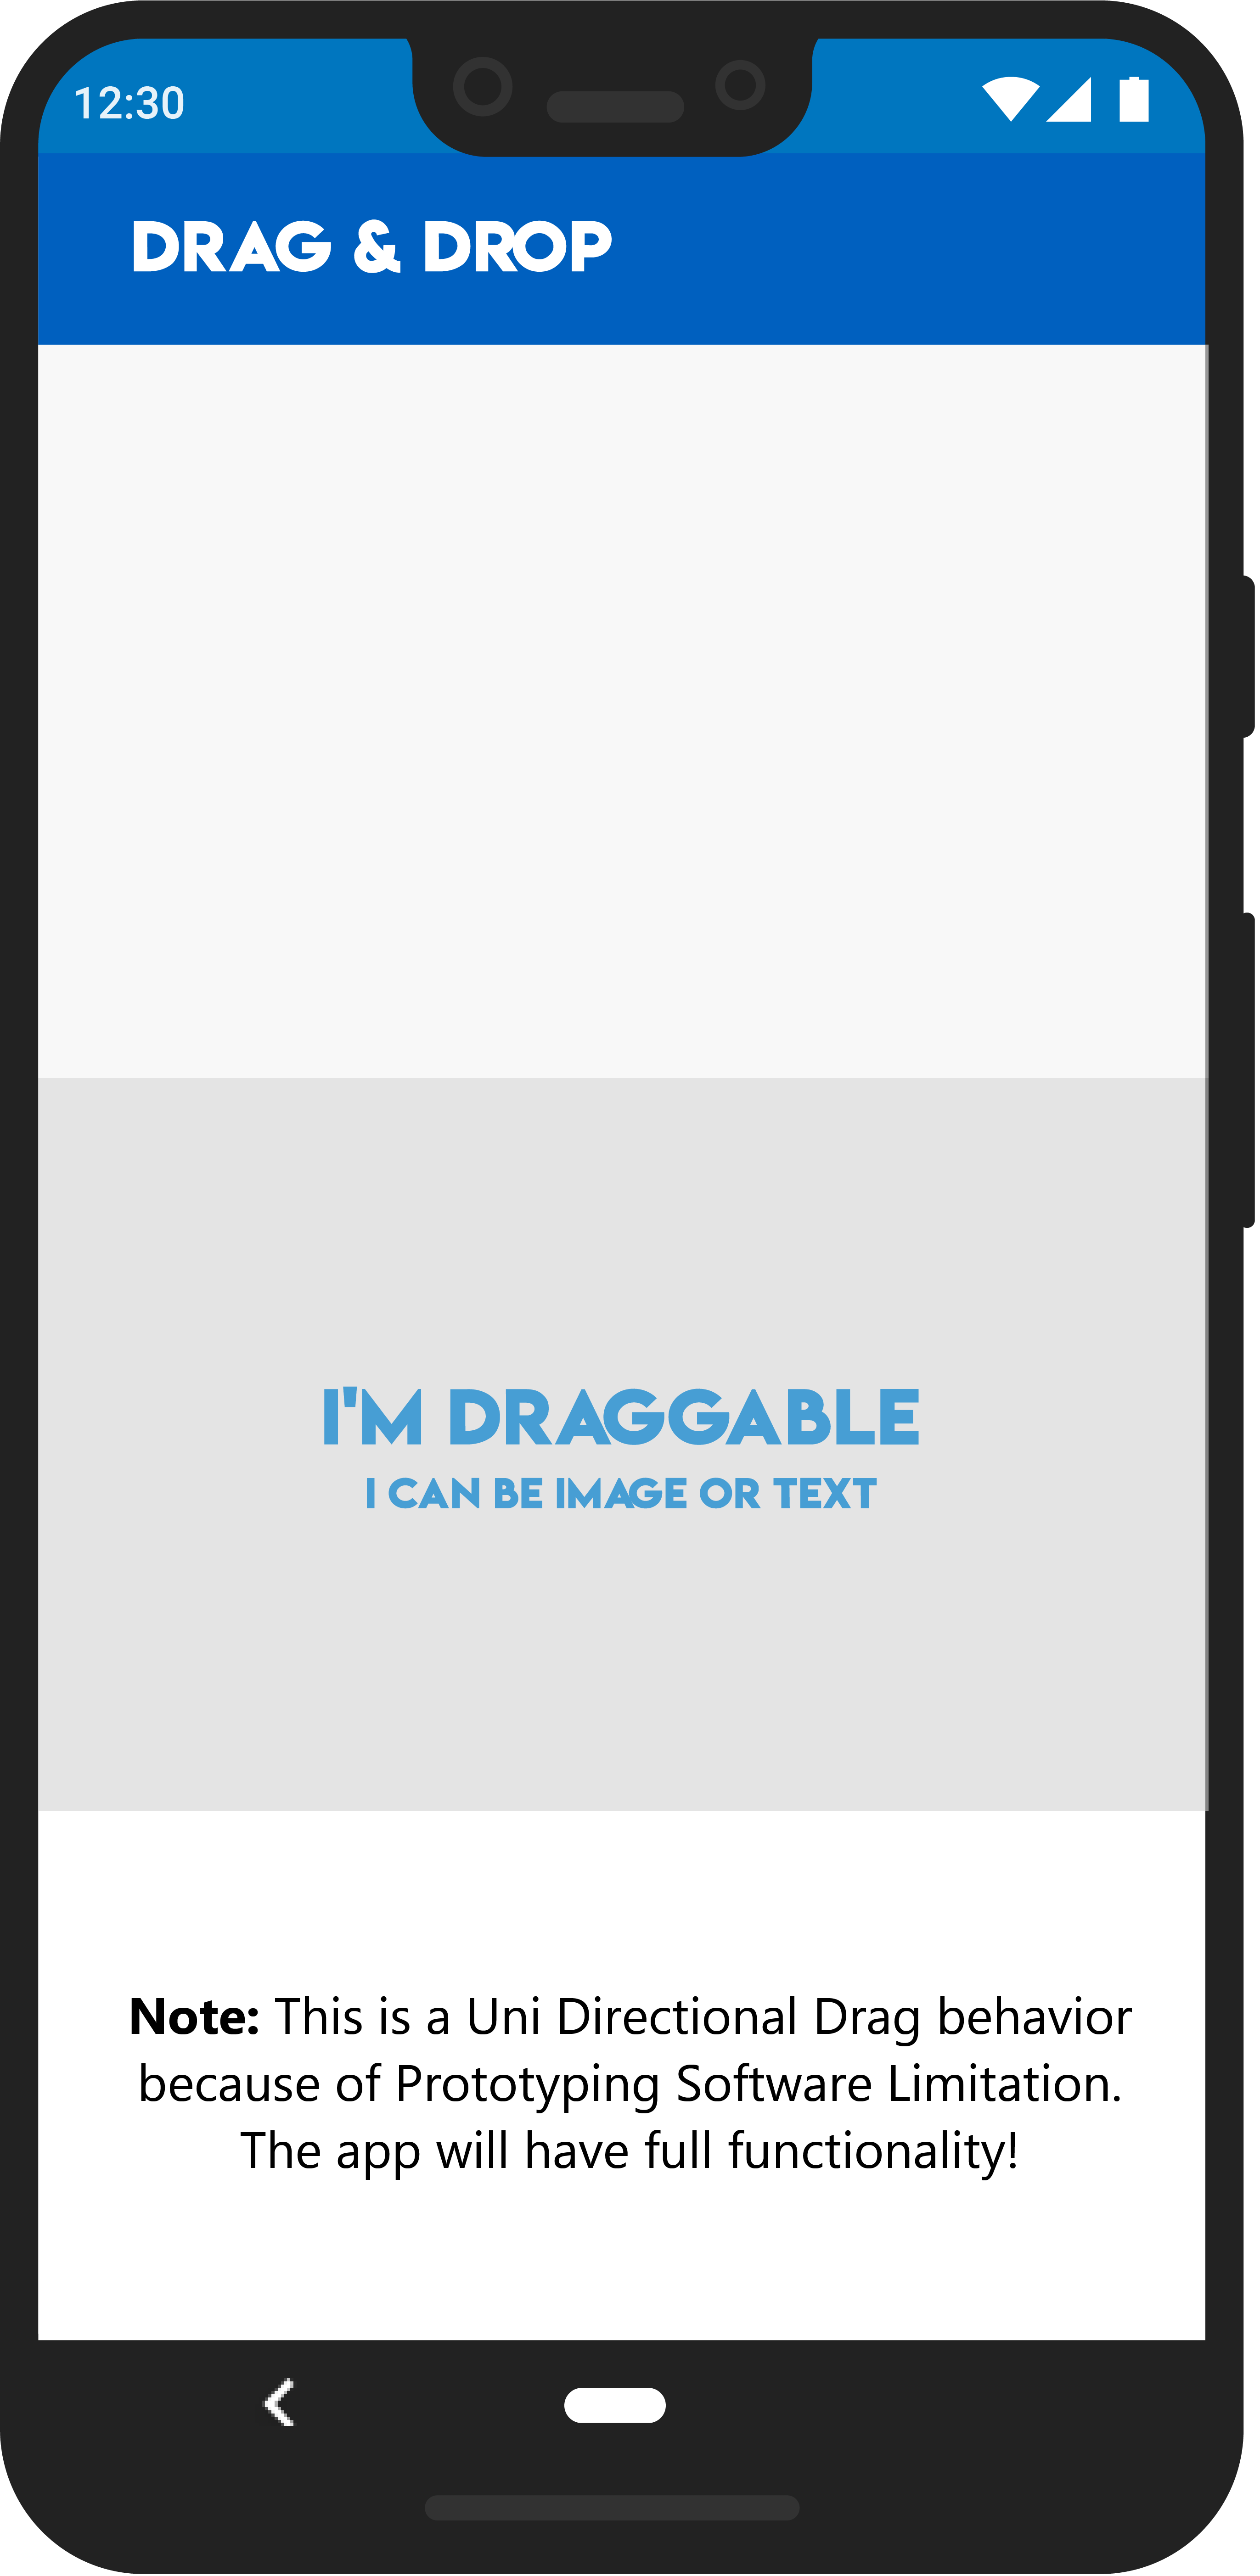 12:30
DRAG & DROP
I'M DRAGGABLE
I CAN BE IMAGE OR TEXT
Note: This is a Uni Directional Drag behavior
because of Prototyping Software Limitation.
The app will have full functionality!